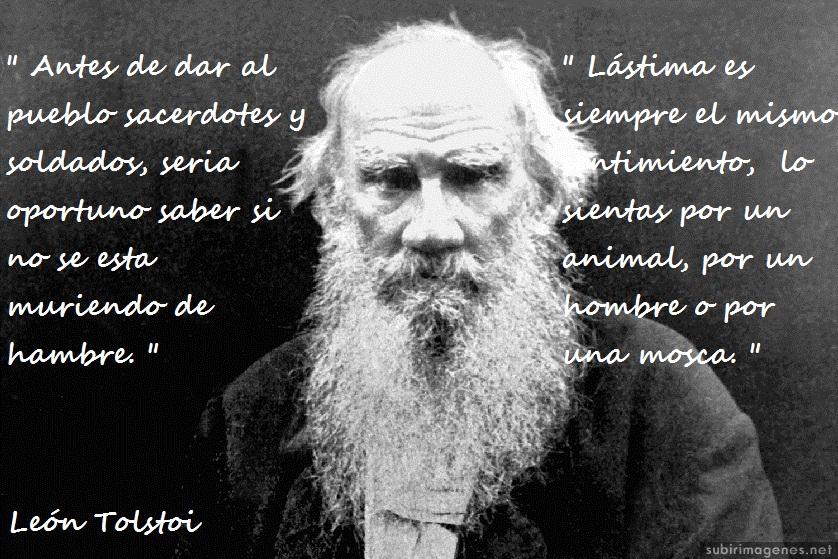 " Antes de dar al
pueblo sacerdotes y
soldados, seria
oportuno saber si
no se esta
muriendo de
hambre. "
" Lástima es
siempre el mismo
ntimiento, lo
sientas por un
animal, por un
hombre o por
una mosca. "
León Tolstoi
subirimagenes.net